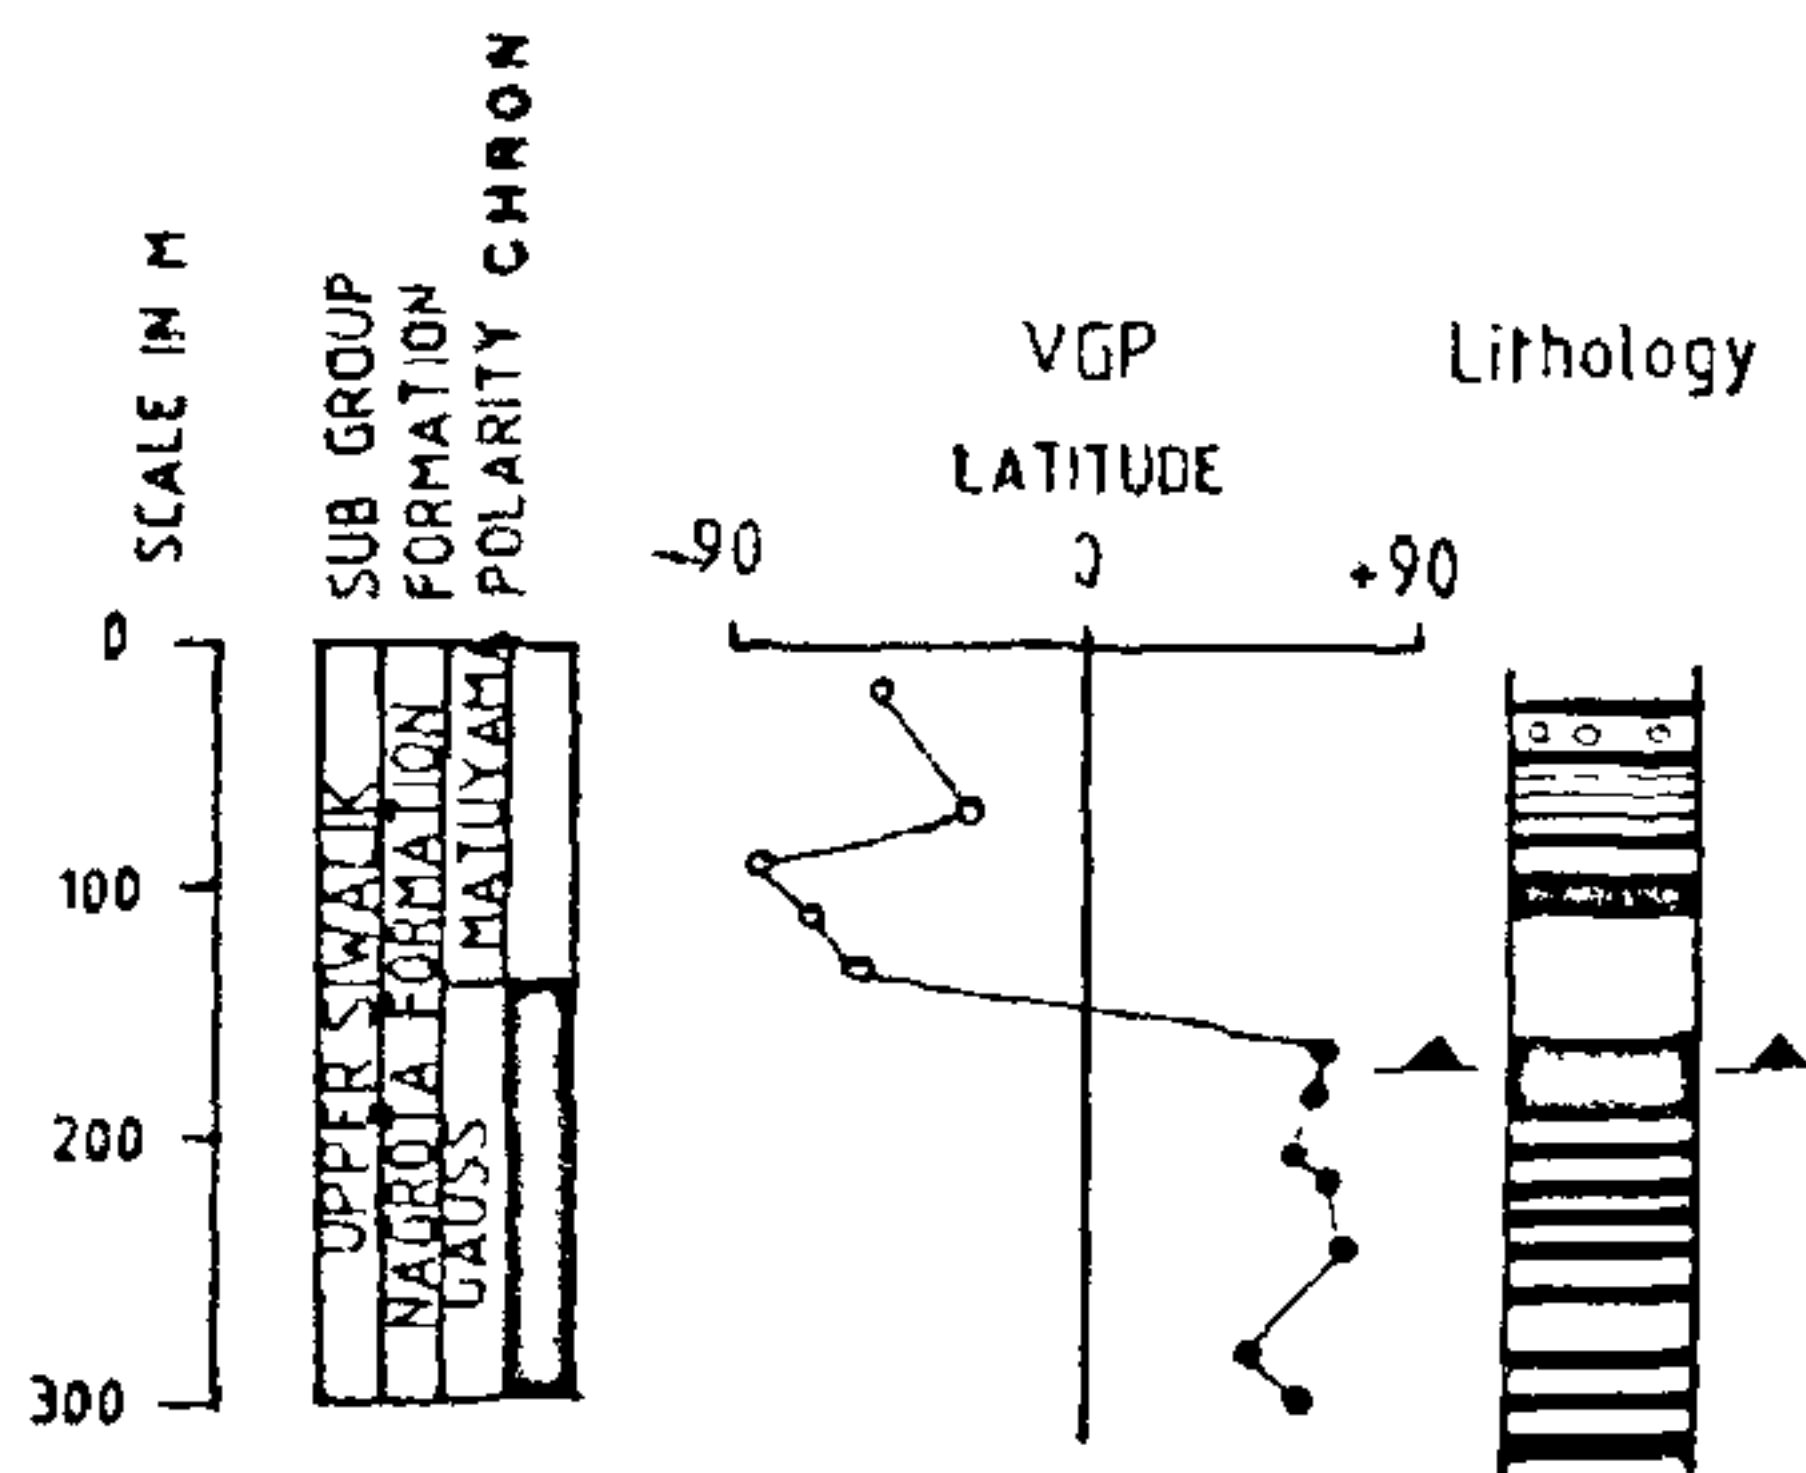 SCALE IN M
SUB GROUP
FORMATION
POLARITY CHRON
VGP
LATITUDE
Lithology
-90
0
+90
0
100
200
300
UPPER SIWALIK
NAGROTA FORMATION
MATUYAMA
GAUSS